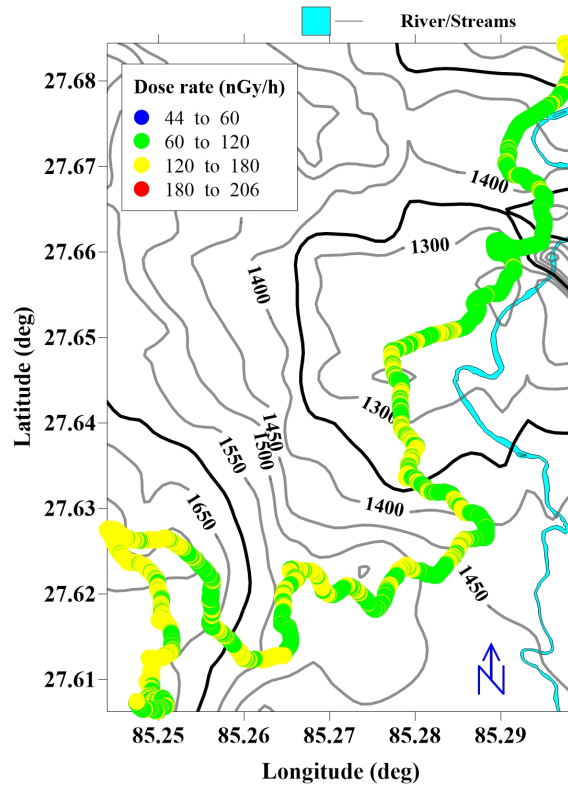 River/Streams
Dose rate (nGy/h)
44 to 60
60 to 120
120 to 180
180 to 206
27.68
27.67
27.66
27.65
27.64
27.63
27.62
27.61
Latitude (deg)
1400
1300
1400
1300
1450
1500
1550
1400
1650
1450
N
85.25 85.26 85.27 85.28 85.29
Longitude (deg)